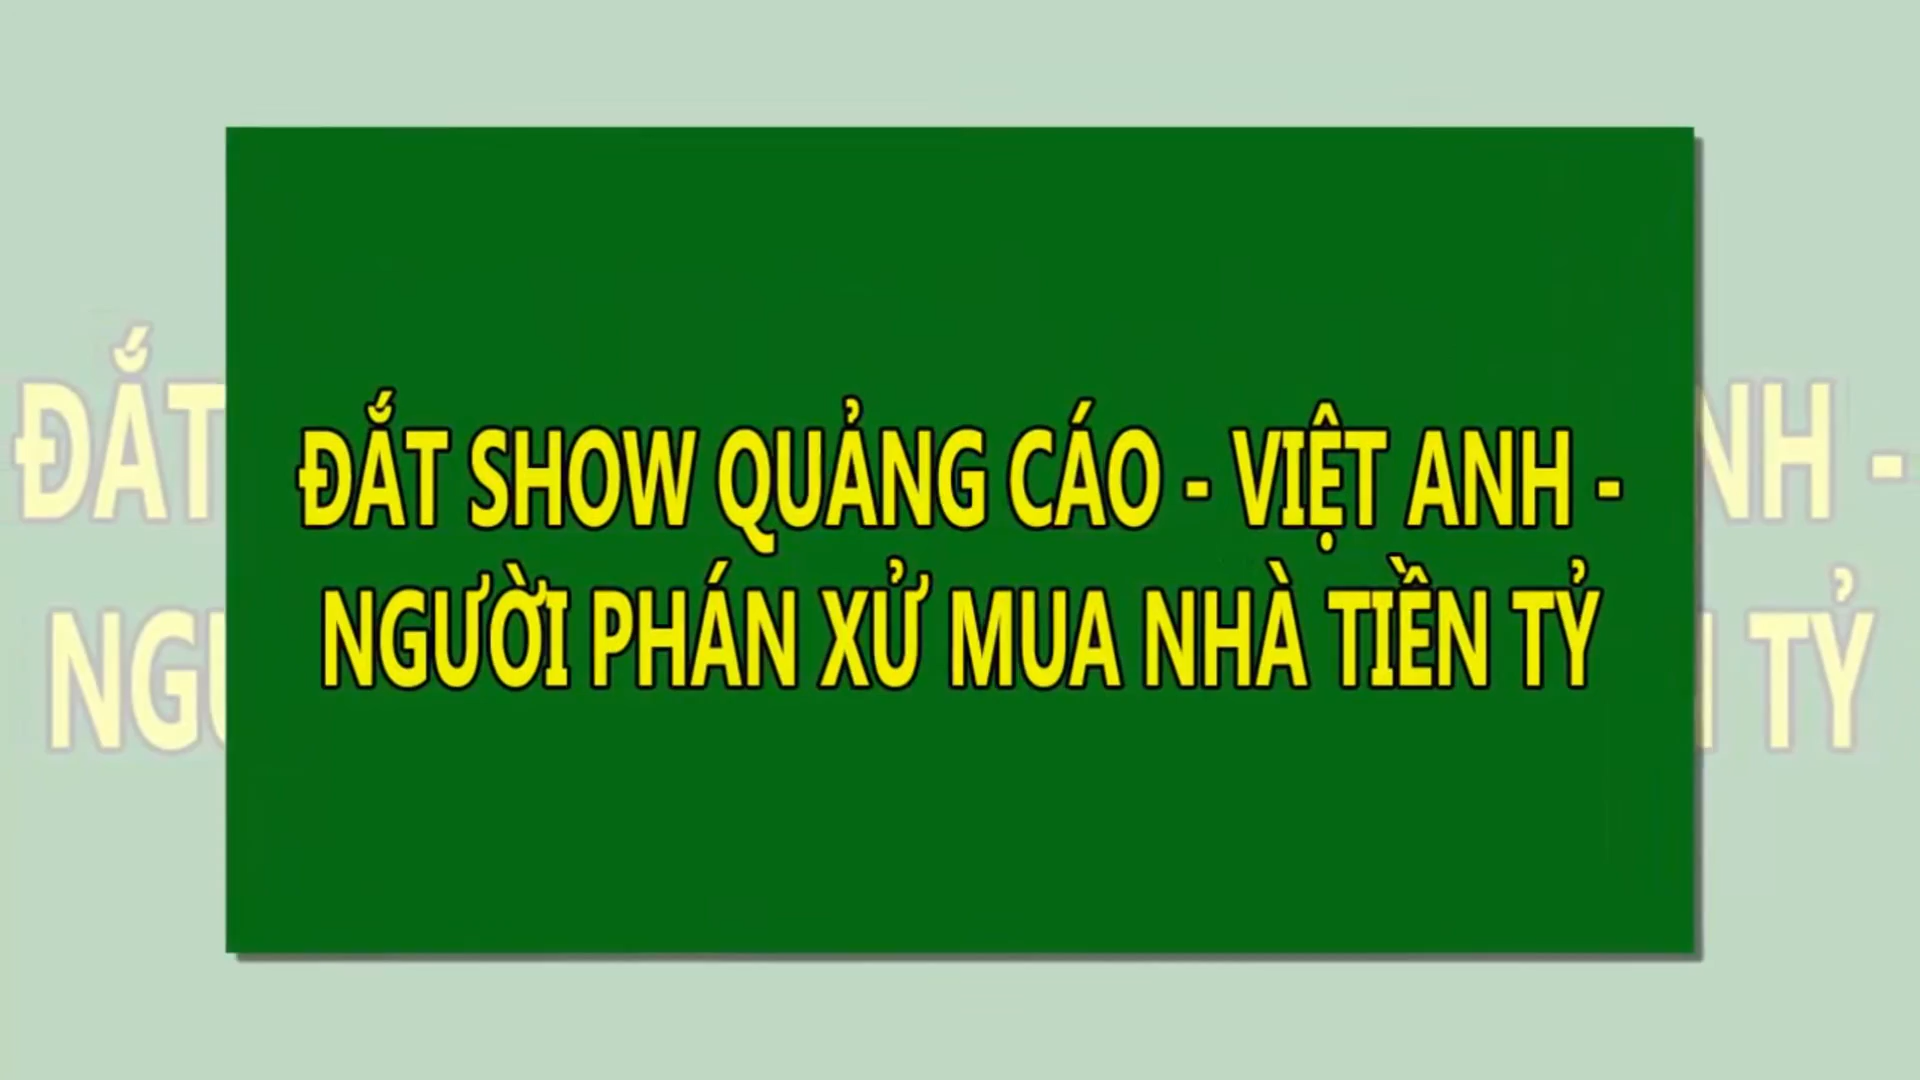 ĐẮT SHOW QUẢNG CÁO - VIỆT ANH -
NGƯỜI PHÁN XỬ MUA NHÀ TIỀN TỶ